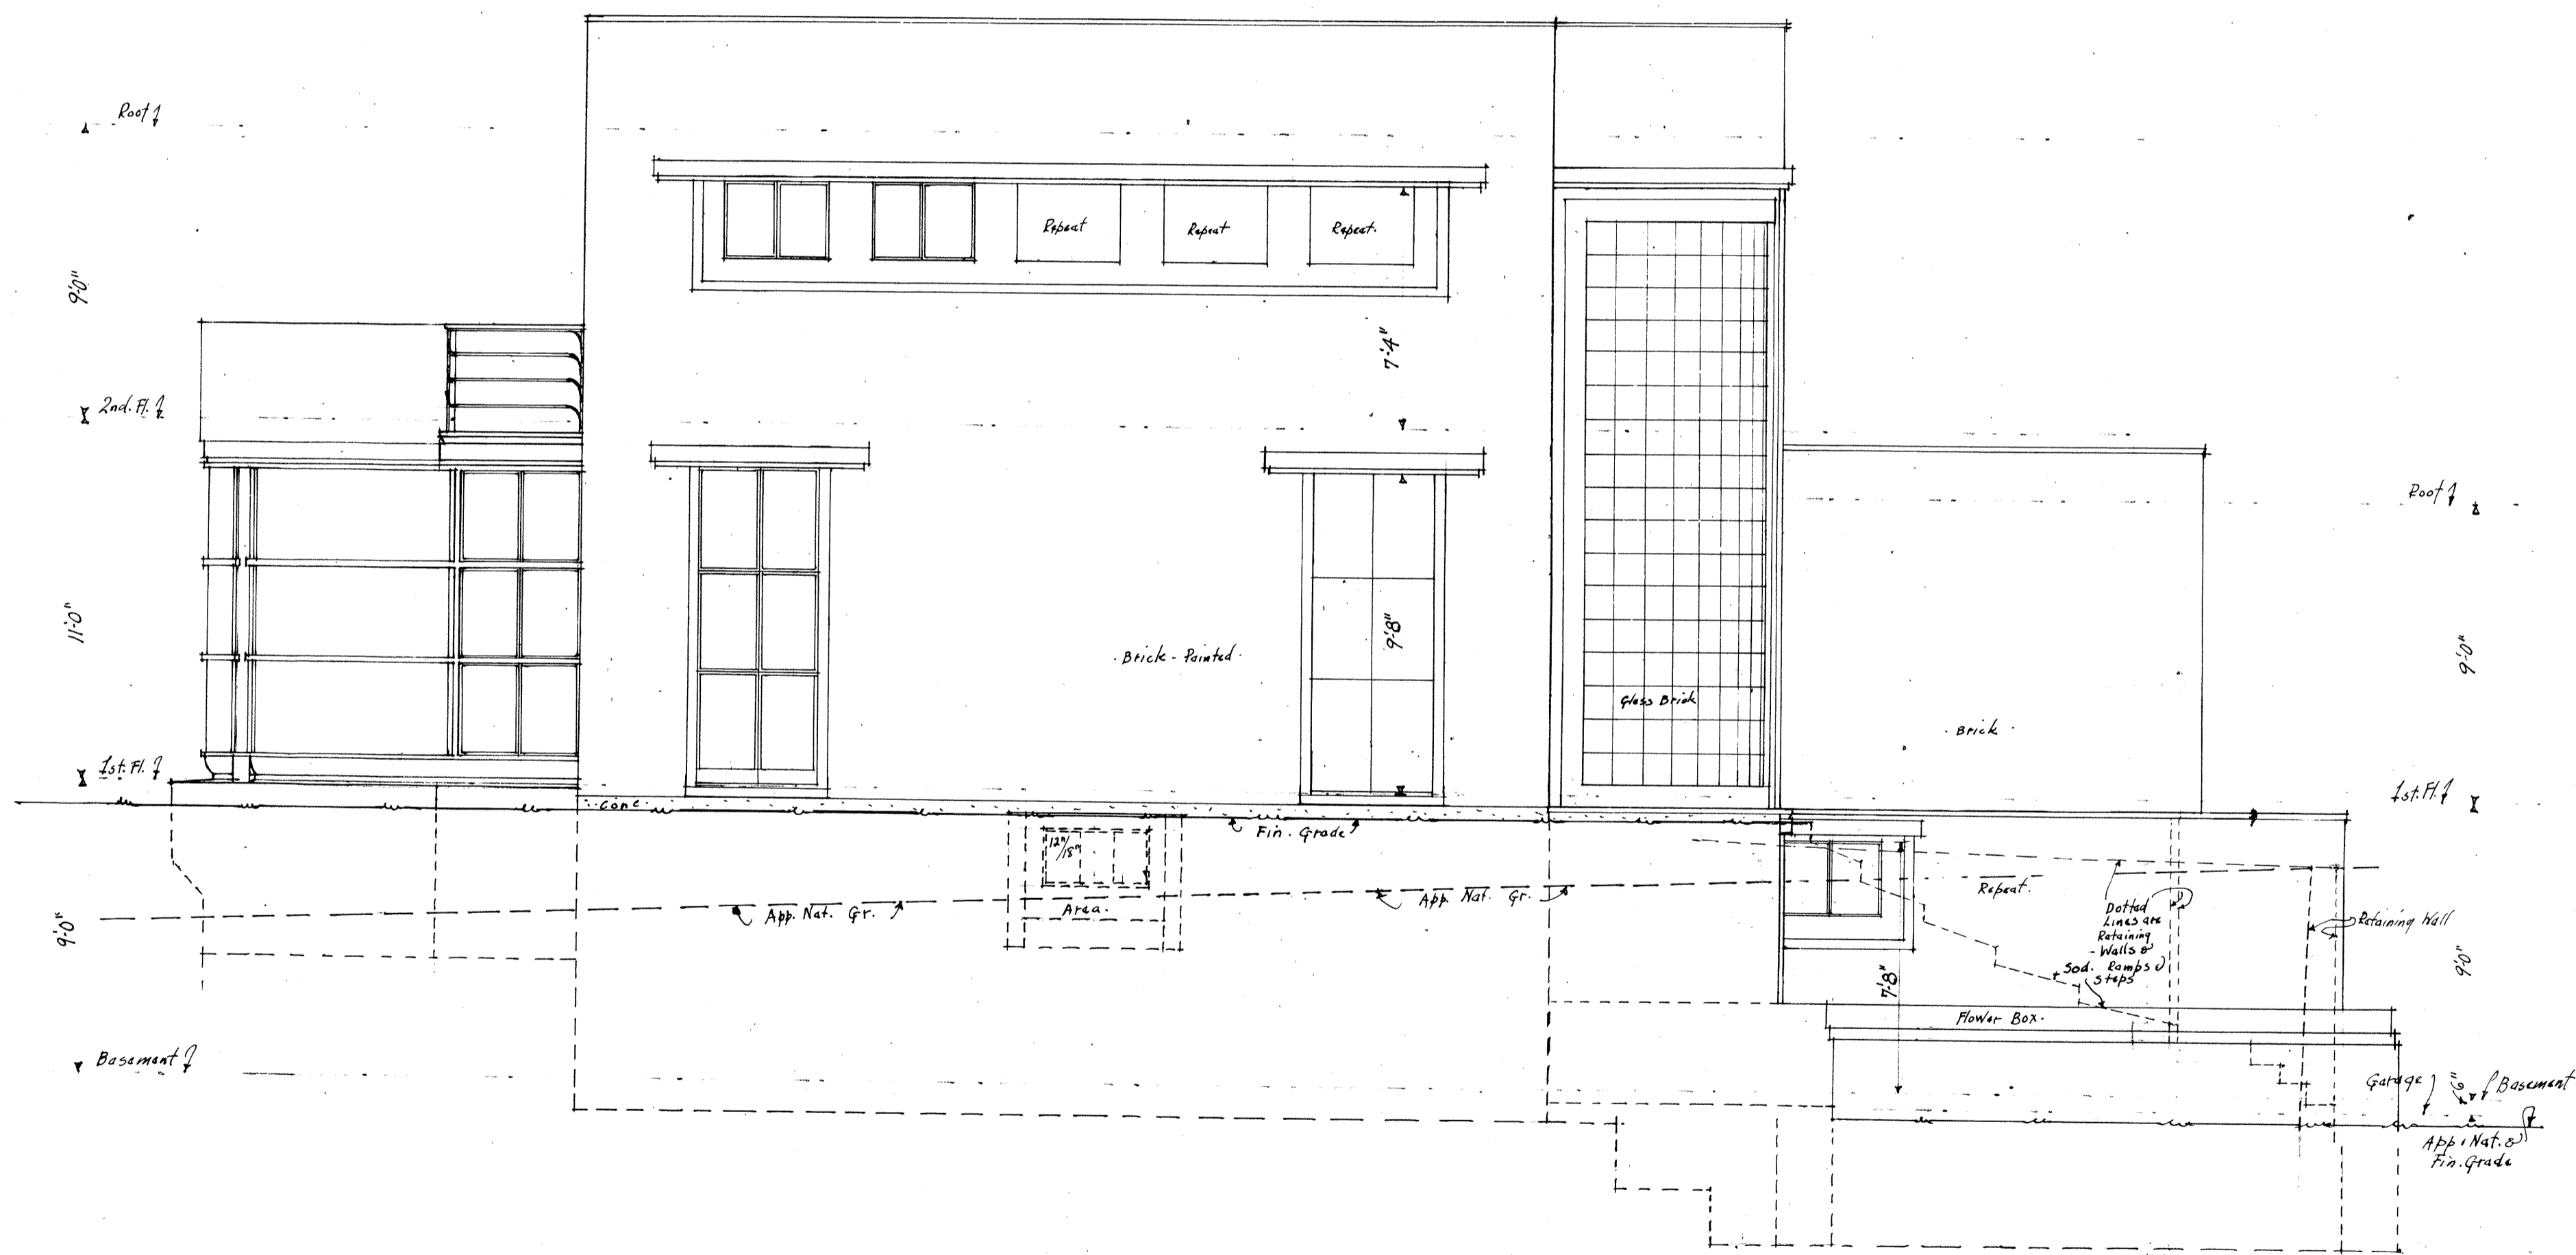 Roof
9'-0"
2nd. Fl.
11'-0"
1st. Fl.
9'-0"
Basement
Repeat
Repeat
Repeat.
7'-4"
9'-8"
Brick - Painted.
Glass Brick
Brick
Conc.
12"/18"
Area.
App. Nat. Gr.
Fin. Grade
App. Nat. Gr.
Repeat.
Dotted
Lines are
Retaining
Walls &
Sod. Ramps &
Steps
Retaining Wall
7'-8"
Flower Box.
Roof
9'-0"
1st. Fl.
9'-0"
Garage
6"
Basement
App. Nat. &
Fin. Grade